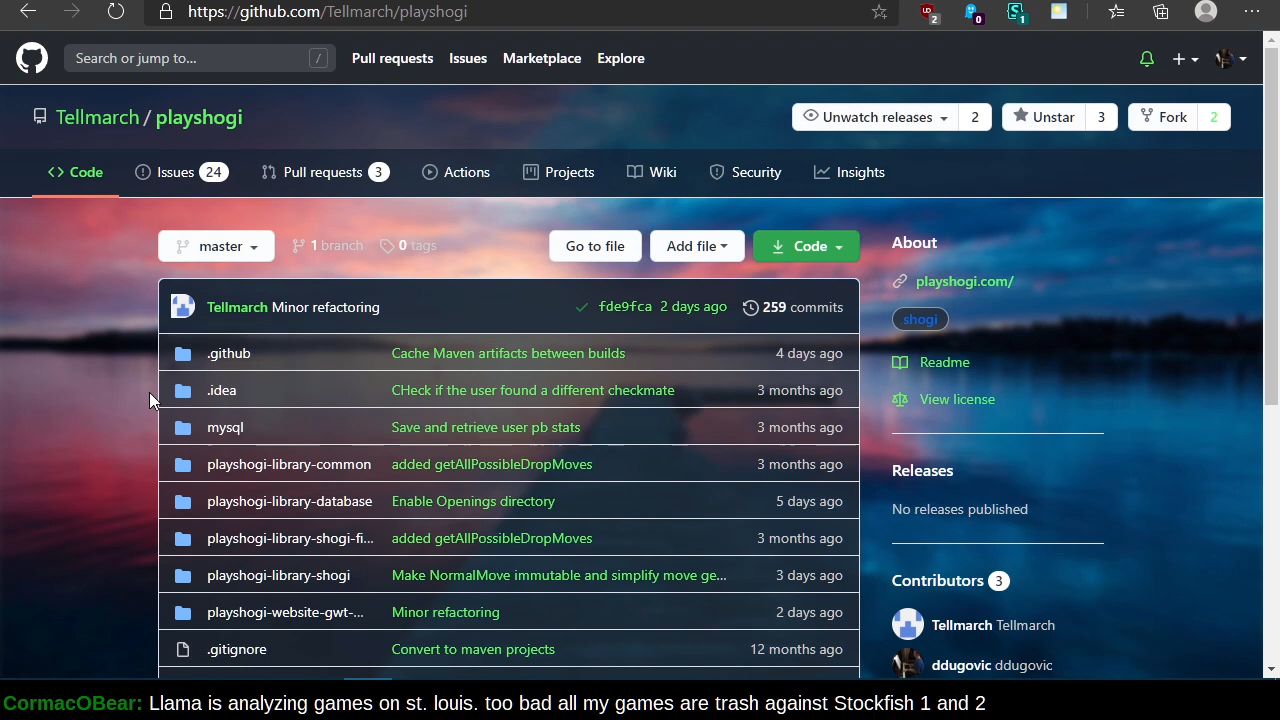 https://github.com/Tellmarch/playshogi
2 0 1
Search or jump to... /
Pull requests Issues Marketplace Explore
Tellmarch / playshogi
Unwatch releases 2 Unstar 3 Fork 2
Code Issues 24 Pull requests 3 Actions Projects Wiki Security Insights
master 1 branch 0 tags Go to file Add file Code
Tellmarch Minor refactoring fde9fca 2 days ago 259 commits
.github Cache Maven artifacts between builds 4 days ago
.idea CHeck if the user found a different checkmate 3 months ago
mysql Save and retrieve user pb stats 3 months ago
playshogi-library-common added getAllPossibleDropMoves 3 months ago
playshogi-library-database Enable Openings directory 5 days ago
playshogi-library-shogi-fi... added getAllPossibleDropMoves 3 months ago
playshogi-library-shogi Make NormalMove immutable and simplify move ge... 3 days ago
playshogi-website-gwt-... Minor refactoring 2 days ago
.gitignore Convert to maven projects 12 months ago
About
playshogi.com/
shogi
Readme
View license
Releases
No releases published
Contributors 3
Tellmarch Tellmarch
ddugovic ddugovic
CormacOBear: Llama is analyzing games on st. louis. too bad all my games are trash against Stockfish 1 and 2